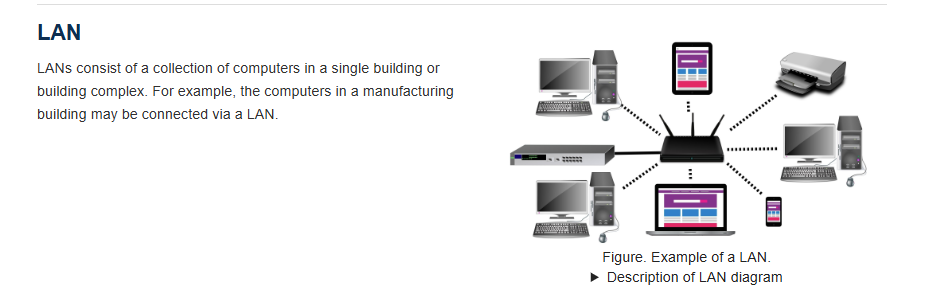 LAN
LANs consist of a collection of computers in a single building or
building complex. For example, the computers in a manufacturing
building may be connected via a LAN.
Figure. Example of a LAN.
► Description of LAN diagram